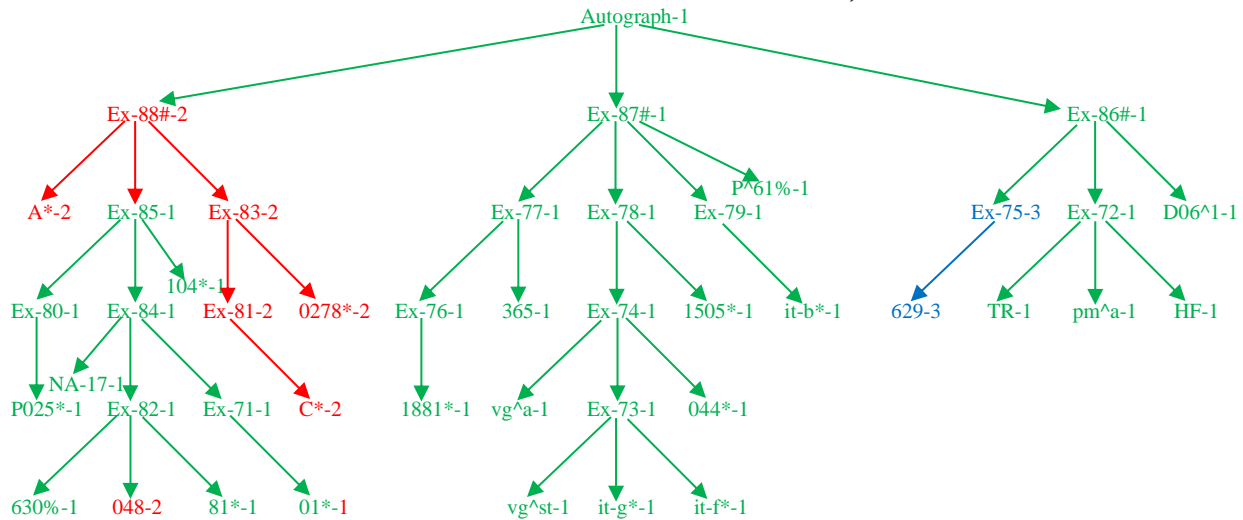 Autograph-1
Ex-88#-2 Ex-87#-1 Ex-86#-1
P^61%-1
A*-2 Ex-85-1 Ex-83-2 Ex-77-1 Ex-78-1 Ex-79-1 Ex-75-3 Ex-72-1 D06^1-1
104*-1
Ex-80-1 Ex-84-1 Ex-81-2 0278*-2 Ex-76-1 365-1 Ex-74-1 1505*-1 it-b*-1 629-3 TR-1 pm^a-1 HF-1
NA-17-1
P025*-1 Ex-82-1 Ex-71-1 C*-2 1881*-1 vg^a-1 Ex-73-1 044*-1
630%-1 048-2 81*-1 01*-1 vg^st-1 it-g*-1 it-f*-1